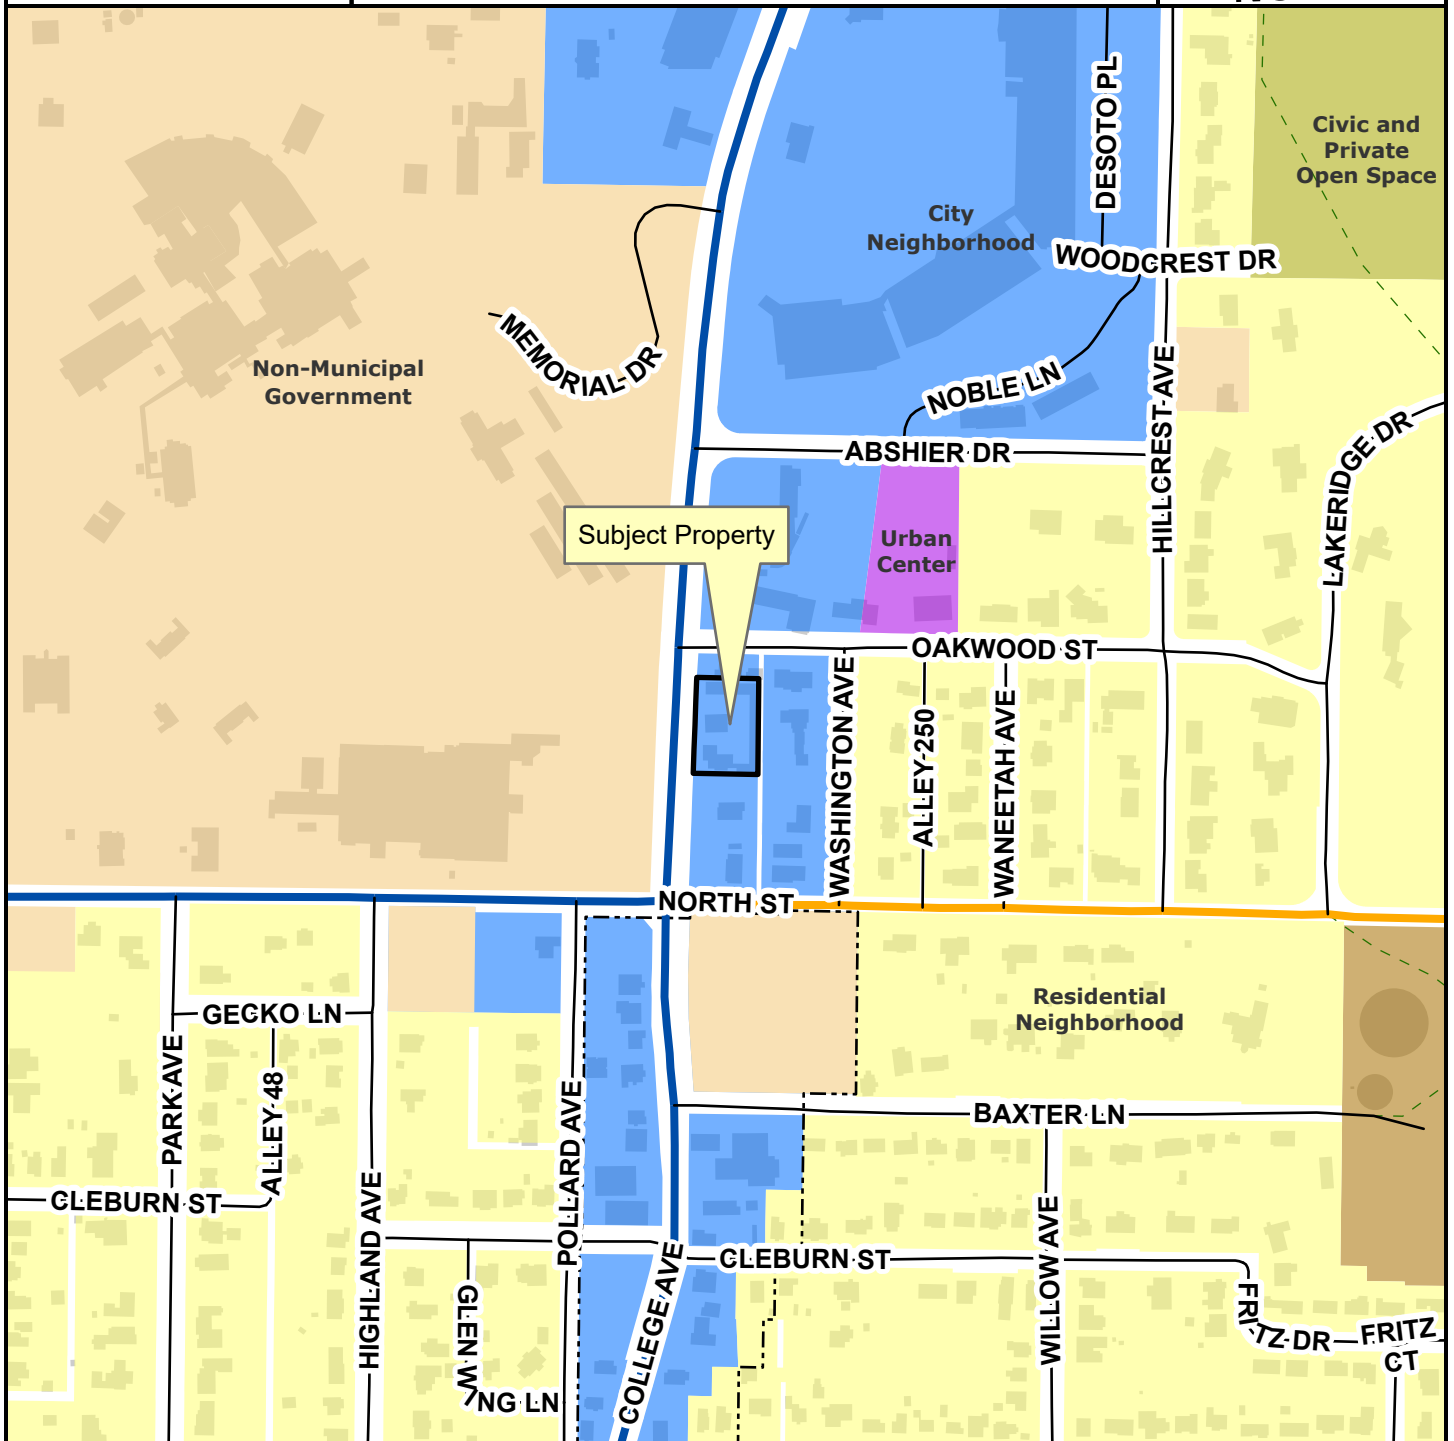 DESOTO PL
Civic and
Private
Open Space
City
Neighborhood
WOODCREST DR
MEMORIAL DR
Non-Municipal
Government
NOBLE LN
HILLCREST AVE
LAKERIDGE DR
ABSHIER DR
Subject Property
Urban
Center
OAKWOOD ST
WASHINGTON AVE
ALLEY 250
WANEETAH AVE
NORTH ST
Residential
Neighborhood
GECKO LN
PARK AVE
ALLEY 48
POLLARD AVE
BAXTER LN
CLEBURN ST
HIGHLAND AVE
CLEBURN ST
WILLOW AVE
COLLEGE AVE
GLEN WING LN
FRITZ DR
FRITZ
CT